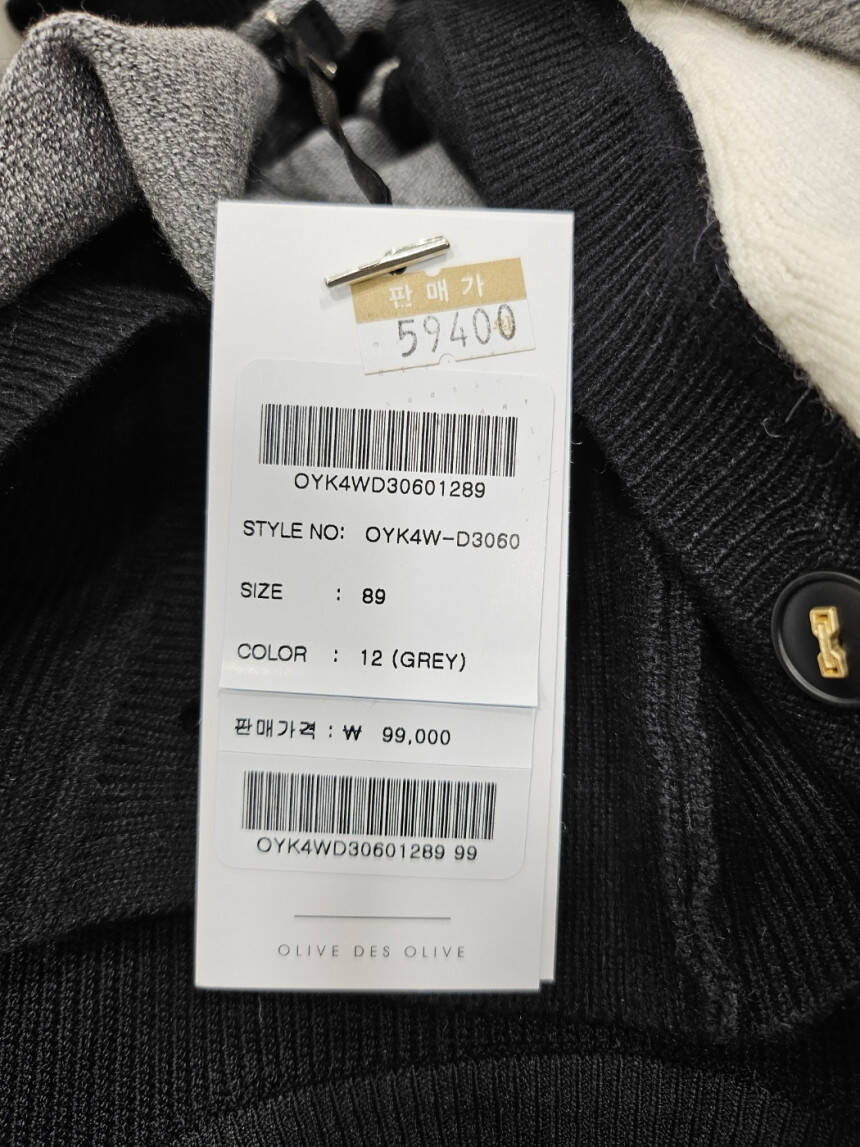 판매가
59400
OYK4WD30601289
STYLE NO: OYK4W-D3060
SIZE : 89
COLOR : 12 (GREY)
판매가격 : ₩ 99,000
OYK4WD30601289 99
OLIVE DES OLIVE